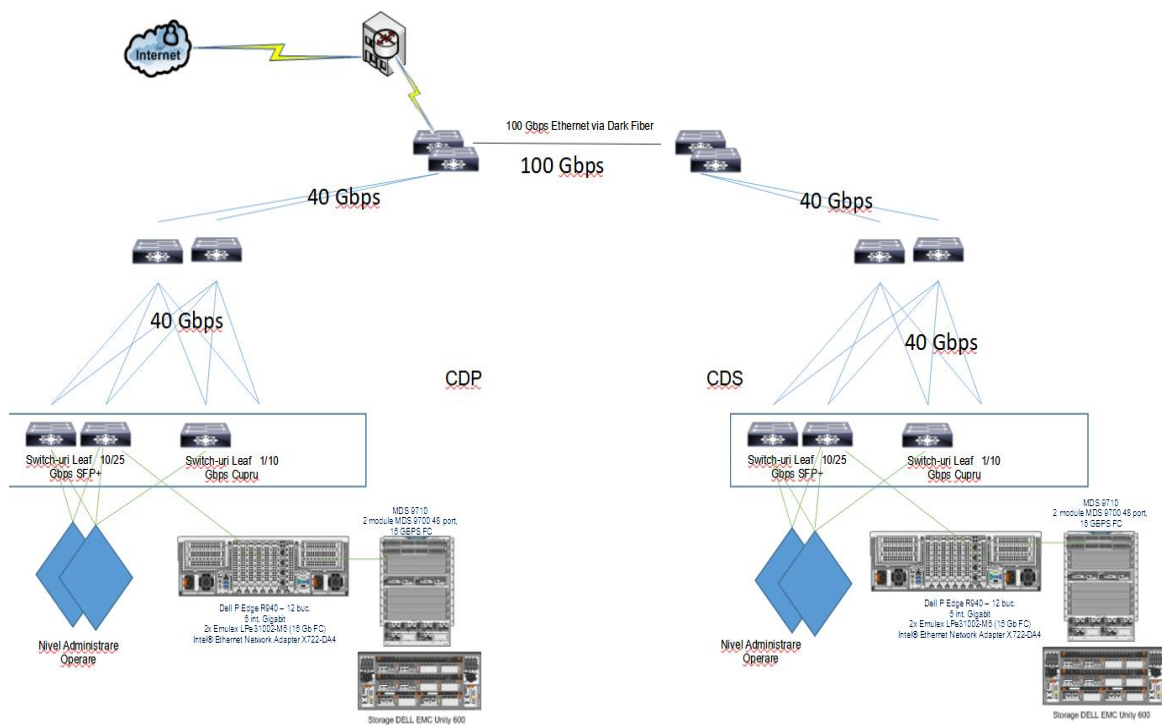 Internet
100 Gbps Ethernet via Dark Fiber
100 Gbps
40 Gbps
40 Gbps
40 Gbps
40 Gbps
CDP
CDS
Switch-uri Leaf 10/25
Gbps SFP+
Switch-uri Leaf 1/10
Gbps Cupru
Switch-uri Leaf 10/25
Gbps SFP+
Switch-uri Leaf 1/10
Gbps Cupru
MDS 9710
2 module MDS 9700 48 port,
16 GBPS FC
MDS 9710
2 module MDS 9700 48 port,
16 GBPS FC
Dell P Edge R940 – 12 buc.
6 int. Gigabit
2x Emulex LPe31002-M6 (16 Gb FC)
Intel® Ethernet Network Adapter X722-DA4
Dell P Edge R940 – 12 buc.
6 int. Gigabit
2x Emulex LPe31002-M6 (16 Gb FC)
Intel® Ethernet Network Adapter X722-DA4
Nivel Administrare
Operare
Nivel Administrare
Operare
Storage DELL EMC Unity 600
Storage DELL EMC Unity 600